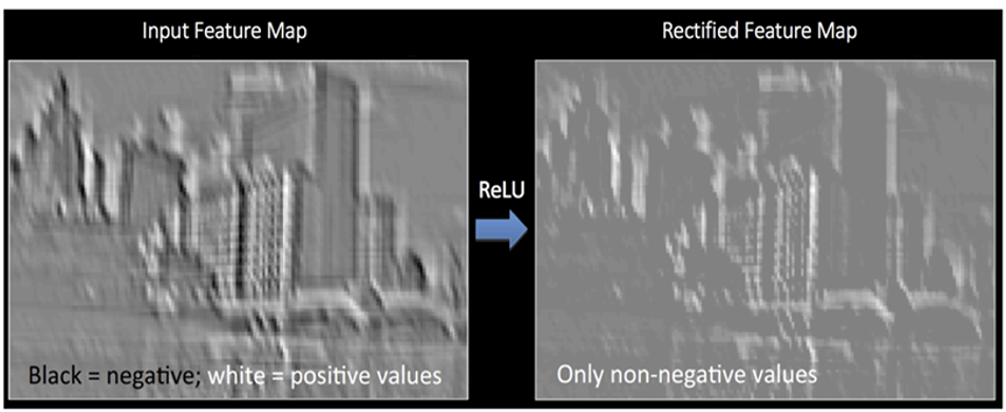 Input Feature Map
Rectified Feature Map
ReLU
Black = negative; white = positive values
Only non-negative values